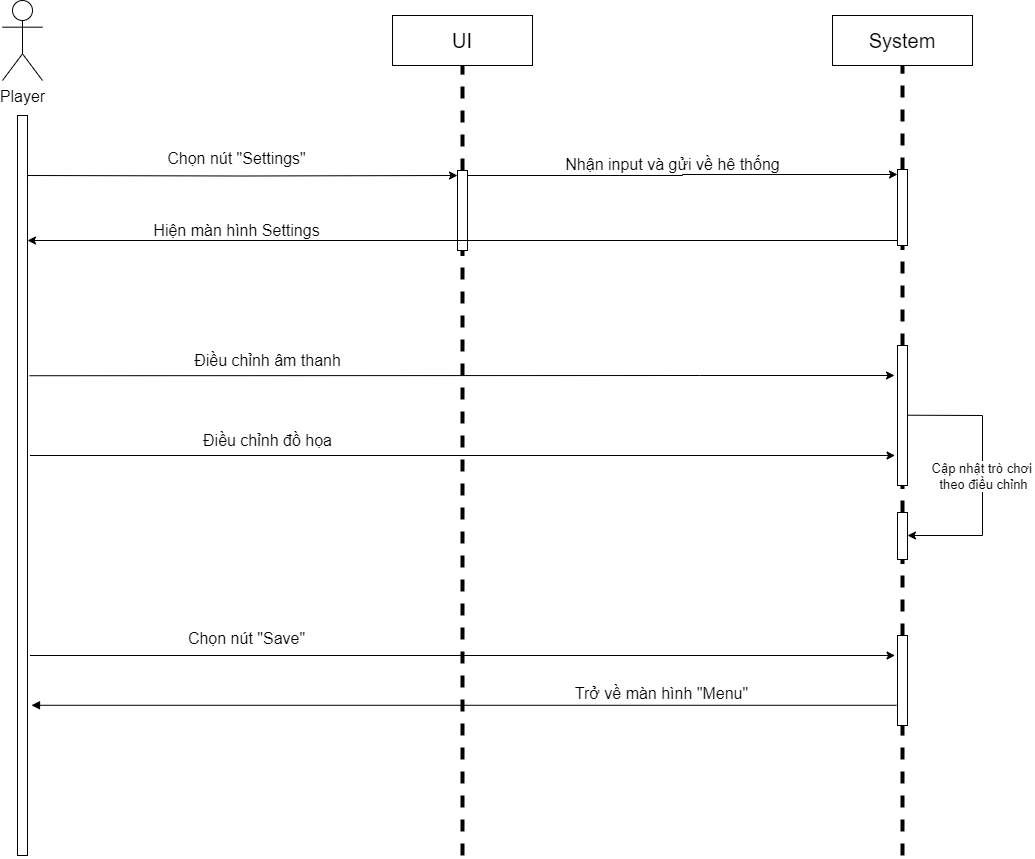 UI
System
Player
Chọn nút "Settings"
Nhận input và gửi về hê thống
Hiện màn hình Settings
Điều chỉnh âm thanh
Điều chỉnh đồ họa
Cập nhật trò chơi
theo điều chỉnh
Chọn nút "Save"
Trở về màn hình "Menu"